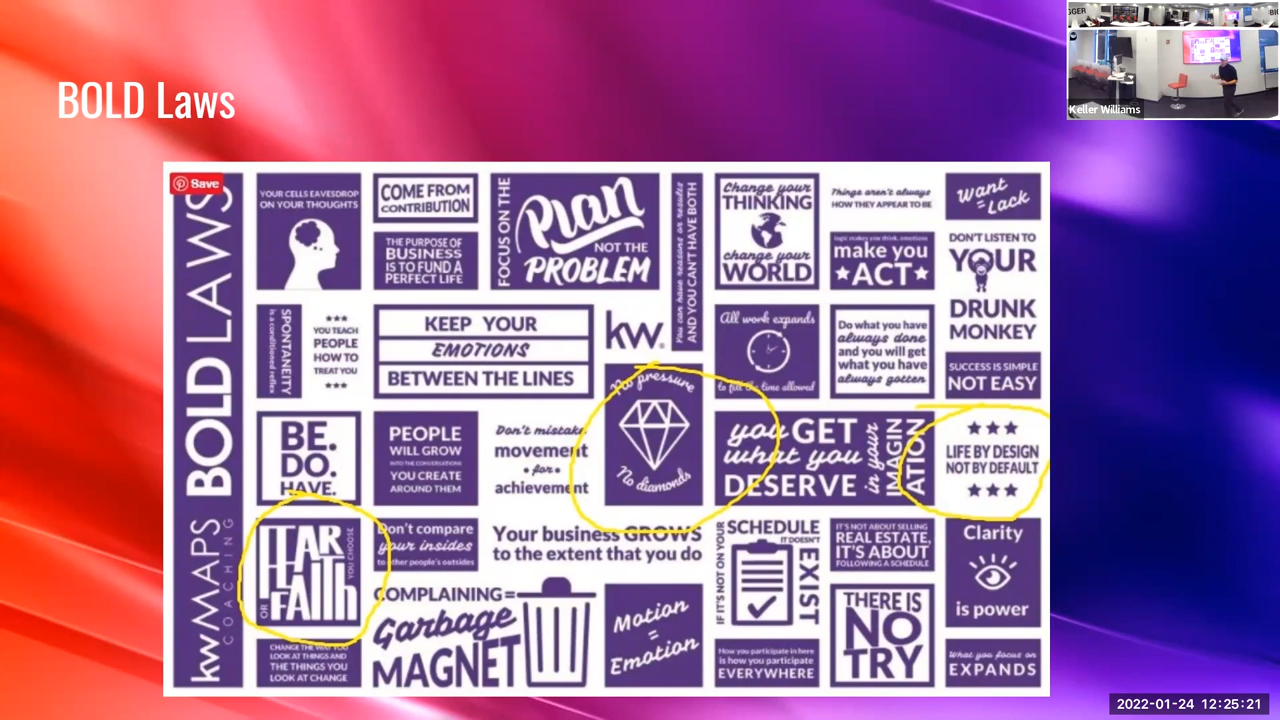 BOLD Laws
GGER
BIG
Keller Williams
Save
BOLD LAWS
kwMAPS
COACHING
YOUR CELLS EAVESDROP
ON YOUR THOUGHTS
COME FROM
CONTRIBUTION
THE PURPOSE OF
BUSINESS
IS TO FUND A
PERFECT LIFE
FOCUS ON THE
Plan
NOT THE
PROBLEM
You can have reasons or results
AND YOU CAN'T HAVE BOTH
Change your
THINKING
change your
WORLD
Things aren't always
HOW THEY APPEAR TO BE
logic makes you think, emotions
make you
ACT
Want
= Lack
DON'T LISTEN TO
YOUR
DRUNK
MONKEY
SPONTANEITY
is a conditioned reflex
YOU TEACH
PEOPLE
HOW TO
TREAT YOU
KEEP YOUR
EMOTIONS
BETWEEN THE LINES
kw
All work expands
to fill the time allowed
Do what you have
always done
and you will get
what you have
always gotten
SUCCESS IS SIMPLE
NOT EASY
BE.
DO.
HAVE.
PEOPLE
WILL GROW
INTO THE CONVERSATIONS
YOU CREATE
AROUND THEM
Don't mistake
movement
for
achievement
No pressure
No diamonds
you GET
what you
DESERVE
in your
IMAGIN
ATION
LIFE BY DESIGN
NOT BY DEFAULT
FEAR
OR
FAITH
YOU CHOOSE
Don't compare
your insides
to other people's outsides
Your business GROWS
to the extent that you do
IF IT'S NOT ON YOUR
SCHEDULE
IT DOESN'T
EXIST
IT'S NOT ABOUT SELLING
REAL ESTATE,
IT'S ABOUT
FOLLOWING A SCHEDULE
Clarity
is power
CHANGE THE WAY YOU
LOOK AT THINGS AND
THE THINGS YOU
LOOK AT CHANGE
COMPLAINING =
Garbage
MAGNET
Motion
=
Emotion
How you participate in here
is how you participate
EVERYWHERE
THERE IS
NO
TRY
What you focus on
EXPANDS
2022-01-24 12:25:21